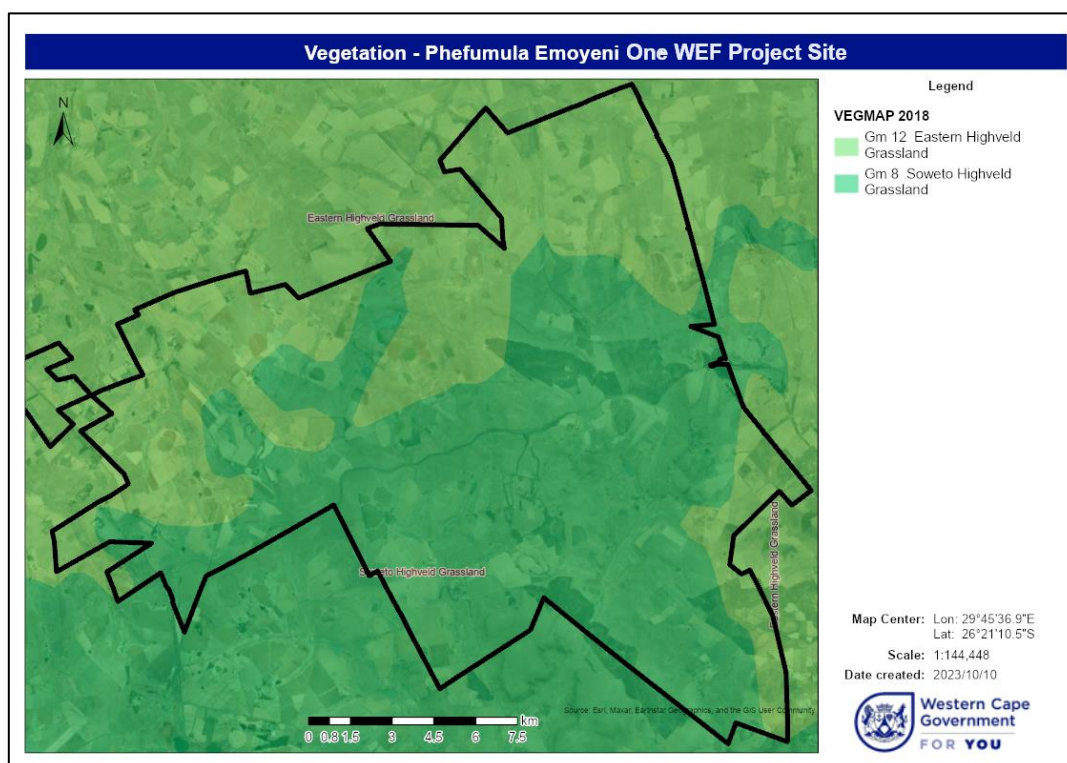 Vegetation - Phefumula Emoyeni One WEF Project Site
N
Eastern Highveld Grassland
Soweto Highveld Grassland
Eastern Highveld Grassland
Source: Esri, Maxar, Earthstar Geographics, and the GIS User Community
km
0 0.8 1.5 3 4.5 6 7.5
Legend
VEGMAP 2018
Gm 12 Eastern Highveld
Grassland
Gm 8 Soweto Highveld
Grassland
Map Center: Lon: 29°45'36.9"E
Lat: 26°21'10.5"S
Scale: 1:144,448
Date created: 2023/10/10
Western Cape
Government
FOR YOU